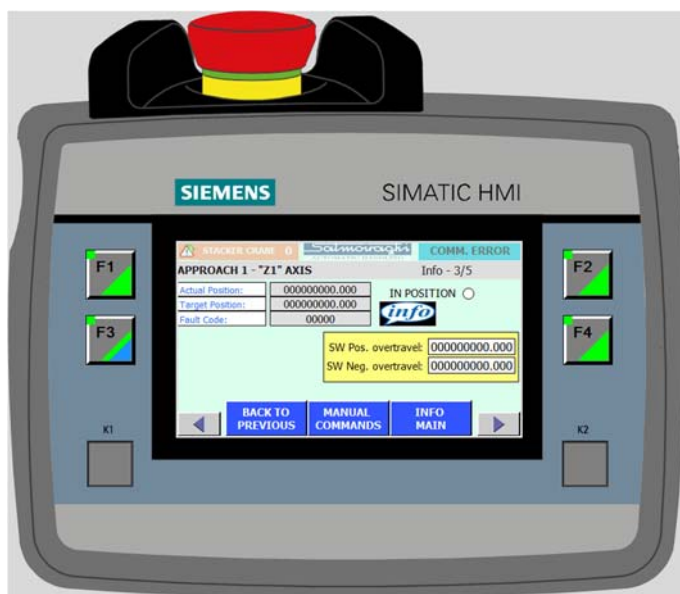 SIEMENS SIMATIC HMI
STACKER CRANE 0 Salmoraghi COMM. ERROR
APPROACH 1 - "Z1" AXIS Info - 3/5
Actual Position: 000000000.000 IN POSITION
Target Position: 000000000.000 info
Fault Code: 00000
SW Pos. overtravel: 000000000.000
SW Neg. overtravel: 000000000.000
BACK TO PREVIOUS MANUAL COMMANDS INFO MAIN
F1
F3
K1
F2
F4
K2